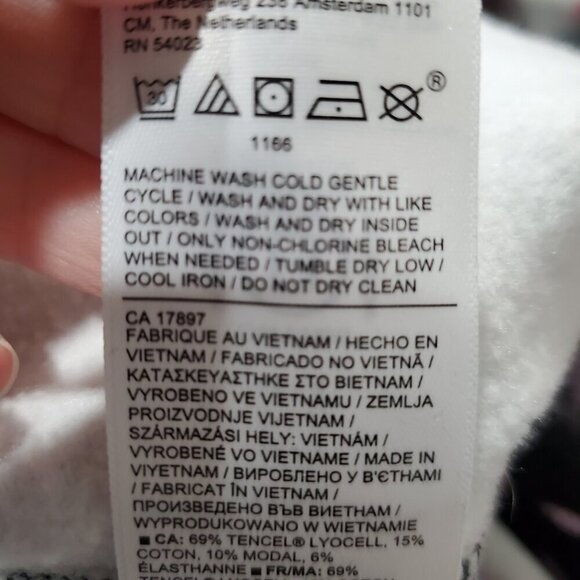 236 Amsterdam 1101
CM, The Netherlands
RN 54023
30
®
1166
MACHINE WASH COLD GENTLE
CYCLE / WASH AND DRY WITH LIKE
COLORS / WASH AND DRY INSIDE
OUT / ONLY NON-CHLORINE BLEACH
WHEN NEEDED / TUMBLE DRY LOW /
COOL IRON / DO NOT DRY CLEAN
CA 17897
FABRIQUE AU VIETNAM / HECHO EN
VIETNAM / FABRICADO NO VIETNÃ /
ΚΑΤΑΣΚΕΥΑΣΤΗΚΕ ΣΤΟ ΒΙΕΤΝΑΜ /
VYROBENO VE VIETNAMU / ZEMLJA
PROIZVODNJE VIJETNAM /
SZÁRMAZÁSI HELY: VIETNÁM /
VYROBENÉ VO VIETNAME / MADE IN
VIYETNAM / ВИРОБЛЕНО У В'ЄТНАМІ
/ FABRICAT ÎN VIETNAM /
ПРОИЗВЕДЕНО ВЪВ ВИЕТНАМ /
WYPRODUKOWANO W WIETNAMIE
CA: 69% TENCEL® LYOCELL, 15%
COTON, 10% MODAL, 6%
ÉLASTHANNE FR/MA: 69%